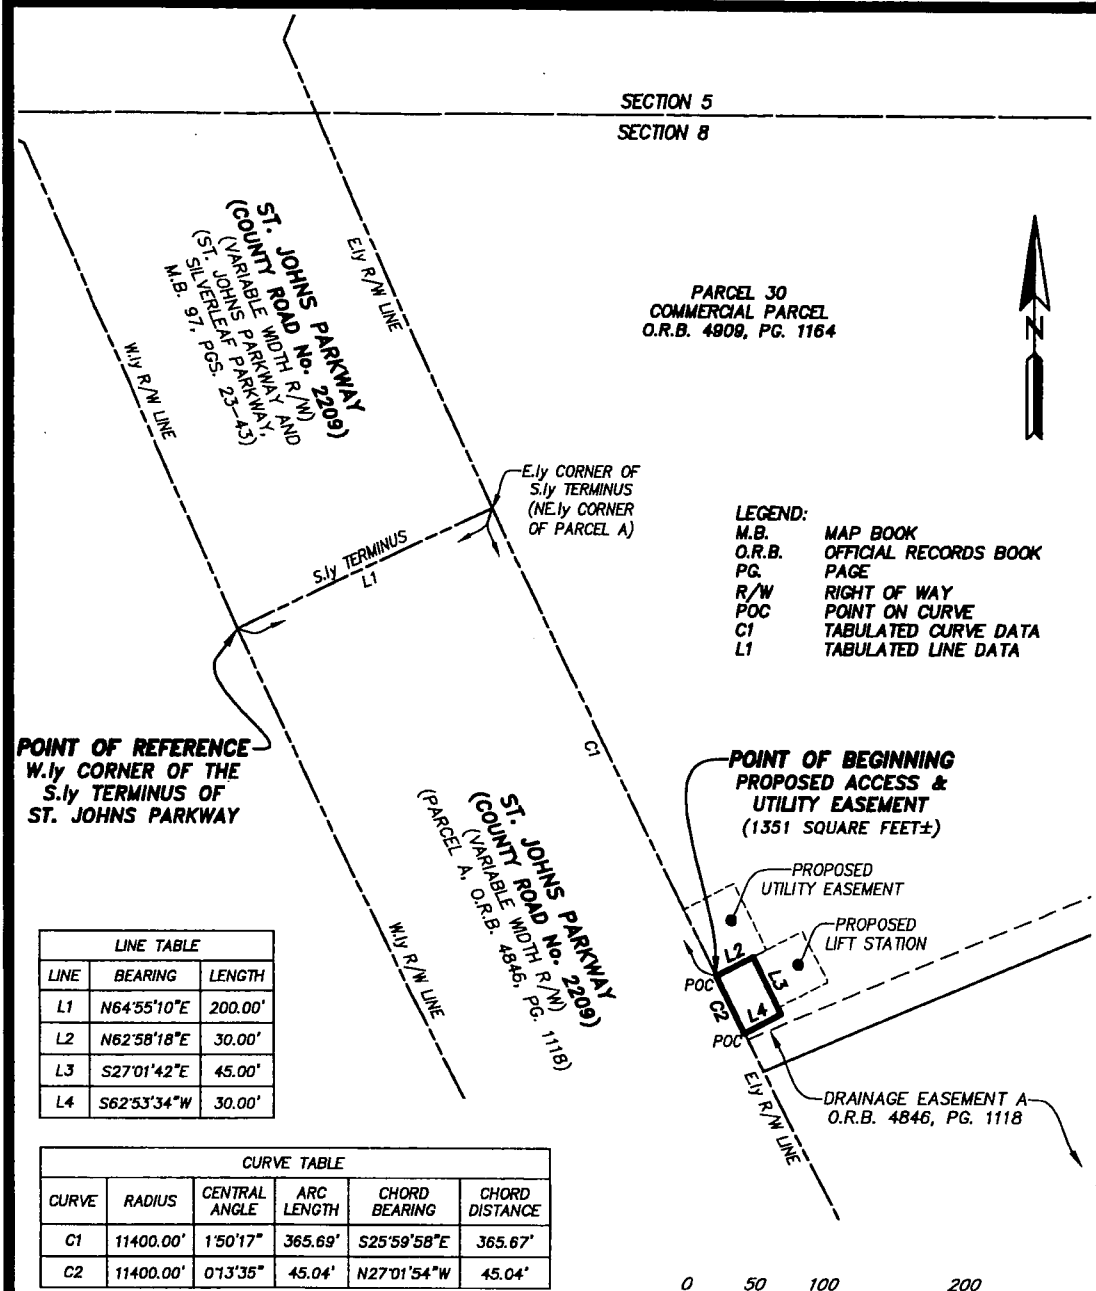 SECTION 5
SECTION 8
ST. JOHNS PARKWAY
(COUNTY ROAD No. 2209)
(VARIABLE WIDTH R/W)
(ST. JOHNS PARKWAY AND
SILVERLEAF PARKWAY,
M.B. 97, PGS. 23-43)
E.ly R/W LINE
W.ly R/W LINE
PARCEL 30
COMMERCIAL PARCEL
O.R.B. 4909, PG. 1164
N
E.ly CORNER OF
S.ly TERMINUS
(NE.ly CORNER
OF PARCEL A)
S.ly TERMINUS
L1
LEGEND:
M.B. MAP BOOK
O.R.B. OFFICIAL RECORDS BOOK
PG. PAGE
R/W RIGHT OF WAY
POC POINT ON CURVE
C1 TABULATED CURVE DATA
L1 TABULATED LINE DATA
POINT OF REFERENCE
W.ly CORNER OF THE
S.ly TERMINUS OF
ST. JOHNS PARKWAY
C1
POINT OF BEGINNING
PROPOSED ACCESS &
UTILITY EASEMENT
(1351 SQUARE FEET±)
ST. JOHNS PARKWAY
(COUNTY ROAD No. 2209)
(VARIABLE WIDTH R/W)
(PARCEL A, O.R.B. 4846, PG. 1118)
W.ly R/W LINE
PROPOSED
UTILITY EASEMENT
PROPOSED
LIFT STATION
L2
L3
L4
C2
POC
POC
E.ly R/W LINE
DRAINAGE EASEMENT A
O.R.B. 4846, PG. 1118
LINE TABLE
LINE BEARING LENGTH
L1 N64°55'10"E 200.00'
L2 N62°58'18"E 30.00'
L3 S27°01'42"E 45.00'
L4 S62°53'34"W 30.00'
CURVE TABLE
CURVE RADIUS CENTRAL ANGLE ARC LENGTH CHORD BEARING CHORD DISTANCE
C1 11400.00' 1°50'17" 365.69' S25°59'58"E 365.67'
C2 11400.00' 0°13'35" 45.04' N27°01'54"W 45.04'
0 50 100 200